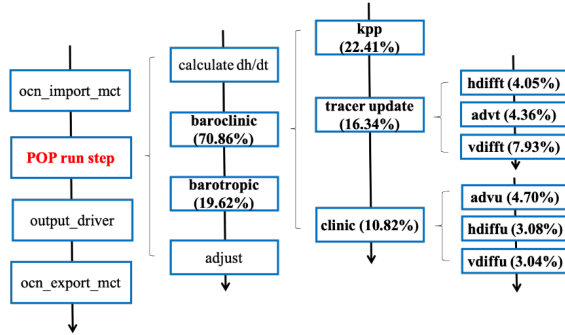 ocn_import_mct
POP run step
output_driver
ocn_export_mct
calculate dh/dt
baroclinic
(70.86%)
barotropic
(19.62%)
adjust
kpp
(22.41%)
tracer update
(16.34%)
clinic (10.82%)
hdifft (4.05%)
advt (4.36%)
vdifft (7.93%)
advu (4.70%)
hdiffu (3.08%)
vdiffu (3.04%)